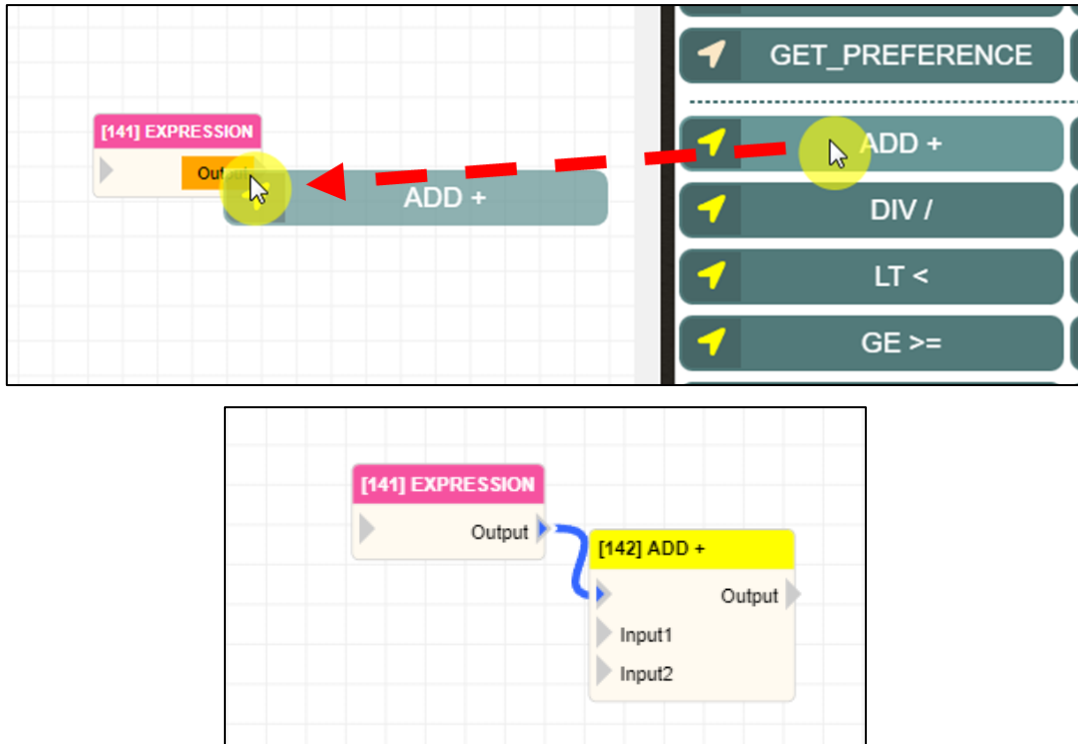 GET_PREFERENCE
[141] EXPRESSION
ADD +
ADD +
DIV /
LT <
GE >=
[141] EXPRESSION
Output
[142] ADD +
Output
Input1
Input2